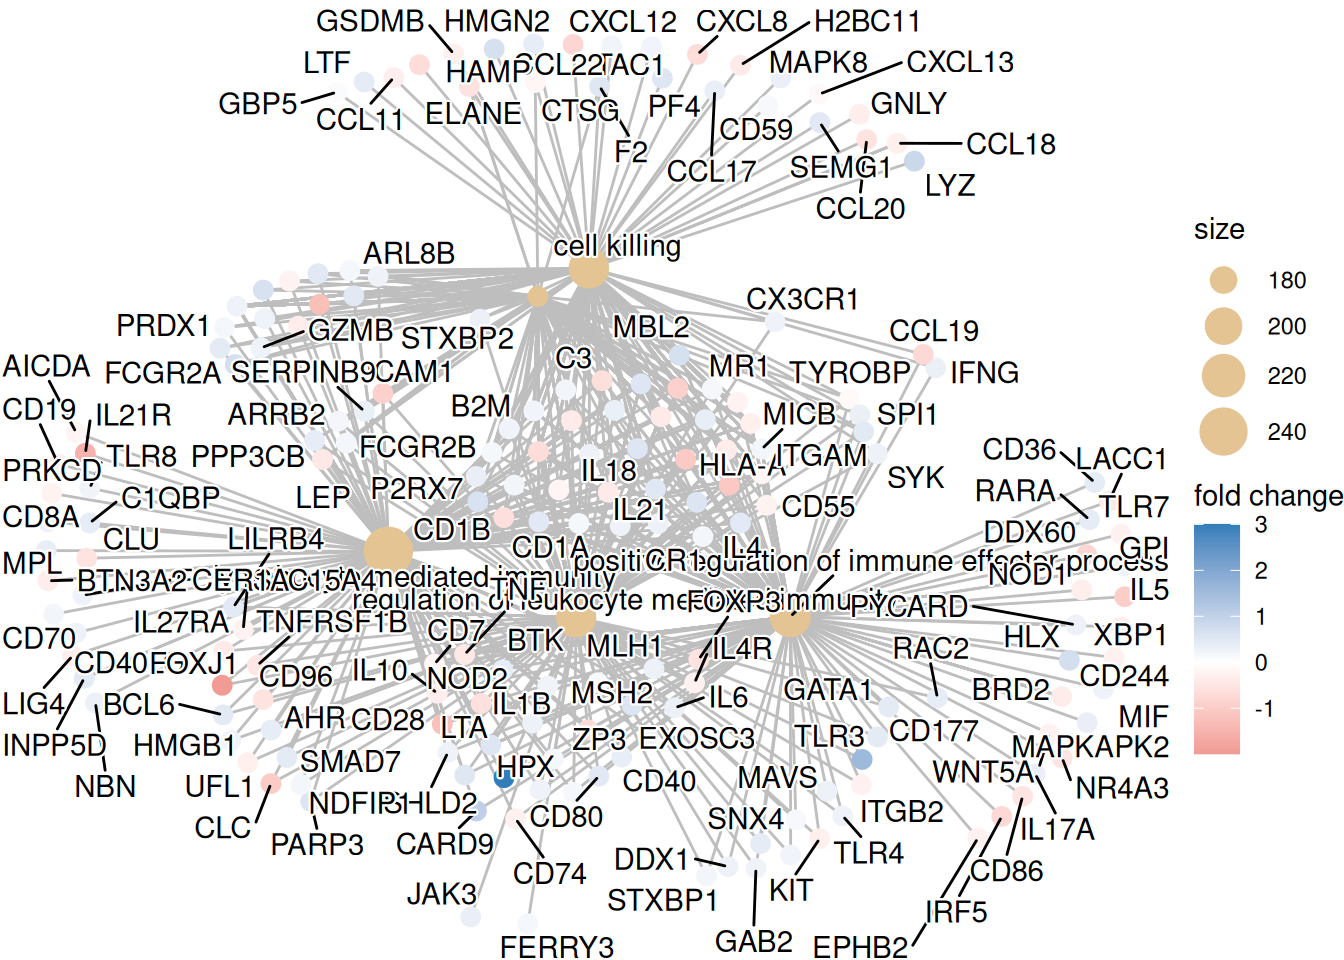 GSDMB HMGN2 CXCL12 CXCL8 H2BC11
LTF HAMP CCL22 TAC1 MAPK8 CXCL13
GBP5 CCL11 ELANE CTSG PF4 GNLY
CD59
F2 CCL17 SEMG1 CCL18
LYZ
CCL20
cell killing
ARL8B
CX3CR1
PRDX1 GZMB STXBP2 MBL2 CCL19
AICDA FCGR2A SERPINB9 C3 MR1 TYROBP IFNG
CD19 IL21R ARRB2 B2M MICB SPI1
PRKCD TLR8 PPP3CB FCGR2B IL18 HLA-A ITGAM CD36 LACC1
C1QBP LEP P2RX7 IL21 CD55 SYK RARA TLR7
CD8A CLU LILRB4 CD1B CD1A CR1 IL4 DDX60 GPI
positive regulation of immune effector process
MPL BTN3A2 NOD1
mediated immunity
regulation of leukocyte mediated immunity
TNF FOXP3 PYCARD IL5
CD70 IL27RA TNFRSF1B CD7 BTK MLH1 IL4R RAC2 HLX XBP1
CD40 FOXJ1 CD96 IL10 NOD2 CD244
LIG4 BCL6 IL1B MSH2 IL6 GATA1 BRD2
INPP5D HMGB1 AHR CD28 LTA ZP3 EXOSC3 TLR3 CD177 MIF
MAPKAPK2
NBN UFL1 SMAD7 HPX CD40 MAVS WNT5A NR4A3
CLC NDFIP1 SHLD2 CD80 SNX4 ITGB2 IL17A
PARP3 CARD9 CD74 DDX1 TLR4 CD86
JAK3 STXBP1 KIT IRF5
FERRY3 GAB2 EPHB2
size
180
200
220
240
fold change
3
2
1
0
-1